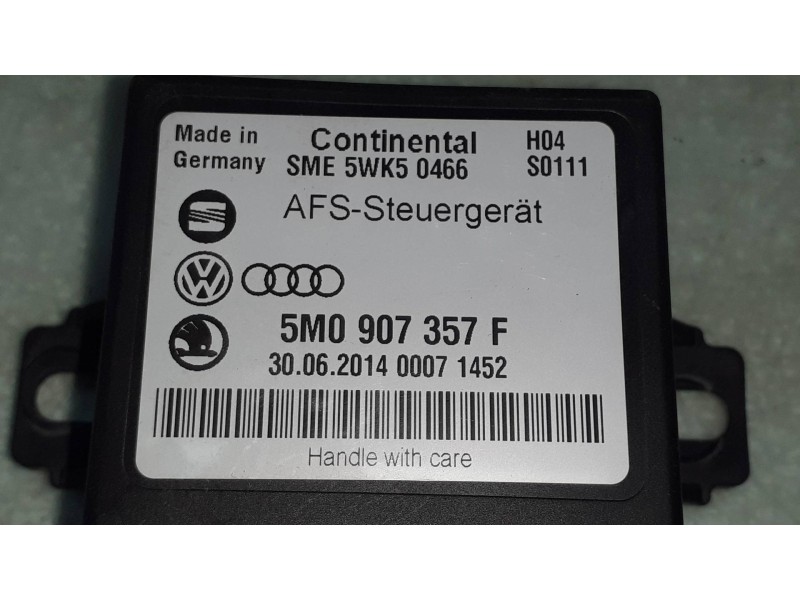 Made in Germany
Continental
SME 5WK5 0466
H04
S0111
AFS-Steuergerät
5M0 907 357 F
30.06.2014 0007 1452
Handle with care